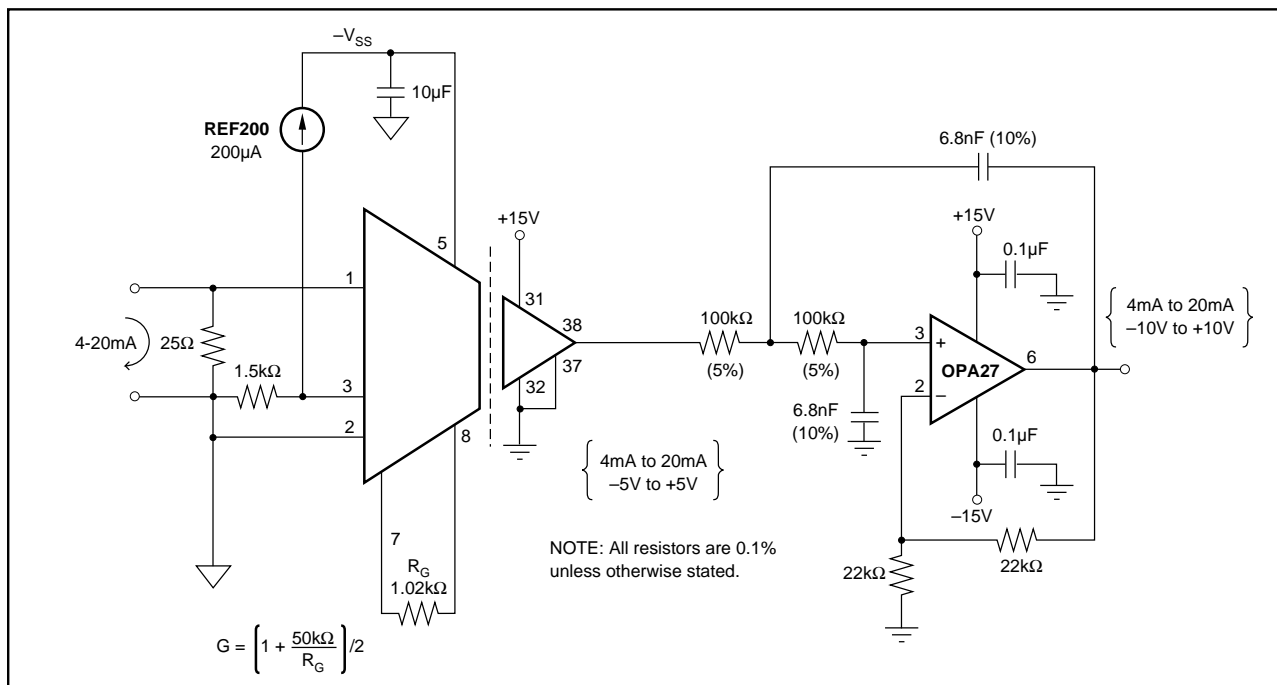 –VSS
10µF
REF200
200µA
6.8nF (10%)
+15V
+15V
0.1µF
5
1
31
4-20mA
25Ω
38
100kΩ
100kΩ
3
+
{ 4mA to 20mA
–10V to +10V }
1.5kΩ
3
37
(5%)
(5%)
OPA27
6
2
–
32
2
8
6.8nF
(10%)
0.1µF
{ 4mA to 20mA
–5V to +5V }
–15V
7
NOTE: All resistors are 0.1%
unless otherwise stated.
RG
1.02kΩ
22kΩ
22kΩ
G = [1 + 50kΩ/RG]/2